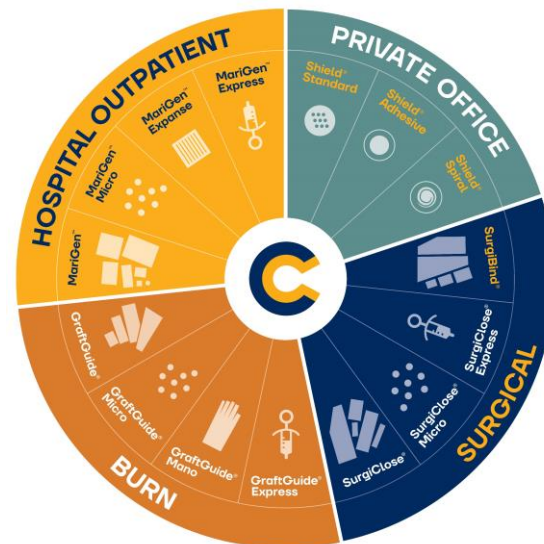 HOSPITAL OUTPATIENT
MariGen™
MariGen™
Micro
MariGen™
Expanse
MariGen™
Express
PRIVATE OFFICE
Shield®
Standard
Shield®
Adhesive
Shield®
Spiral
SURGICAL
SurgiBind®
SurgiClose®
Express
SurgiClose®
Micro
SurgiClose®
BURN
GraftGuide®
Express
GraftGuide®
Mano
GraftGuide®
Micro
GraftGuide®
C